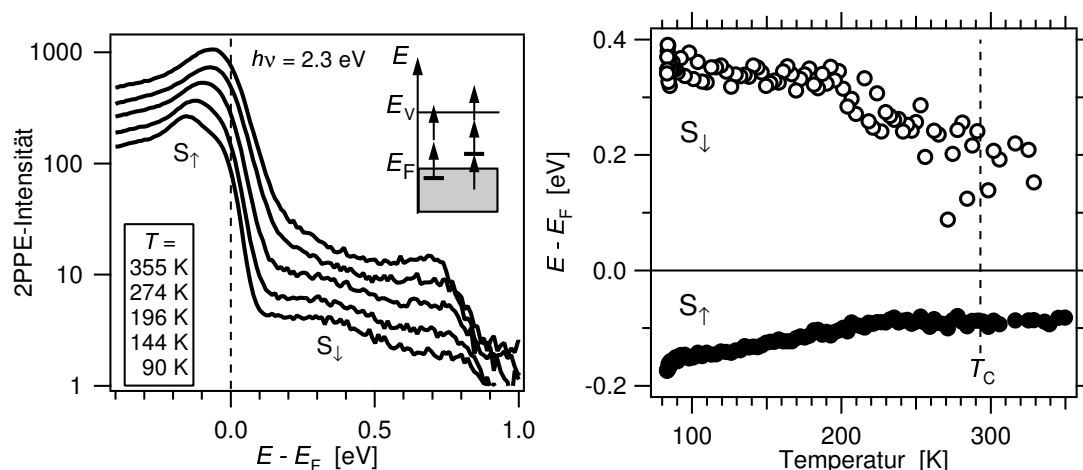 1000
100
10
1
2PPE-Intensität
hν = 2.3 eV
E
E_V
E_F
S↑
T =
355 K
274 K
196 K
144 K
90 K
S↓
0.0
0.5
1.0
E - E_F [eV]
0.4
0.2
0.0
-0.2
E - E_F [eV]
S↓
S↑
T_C
100
200
300
Temperatur [K]